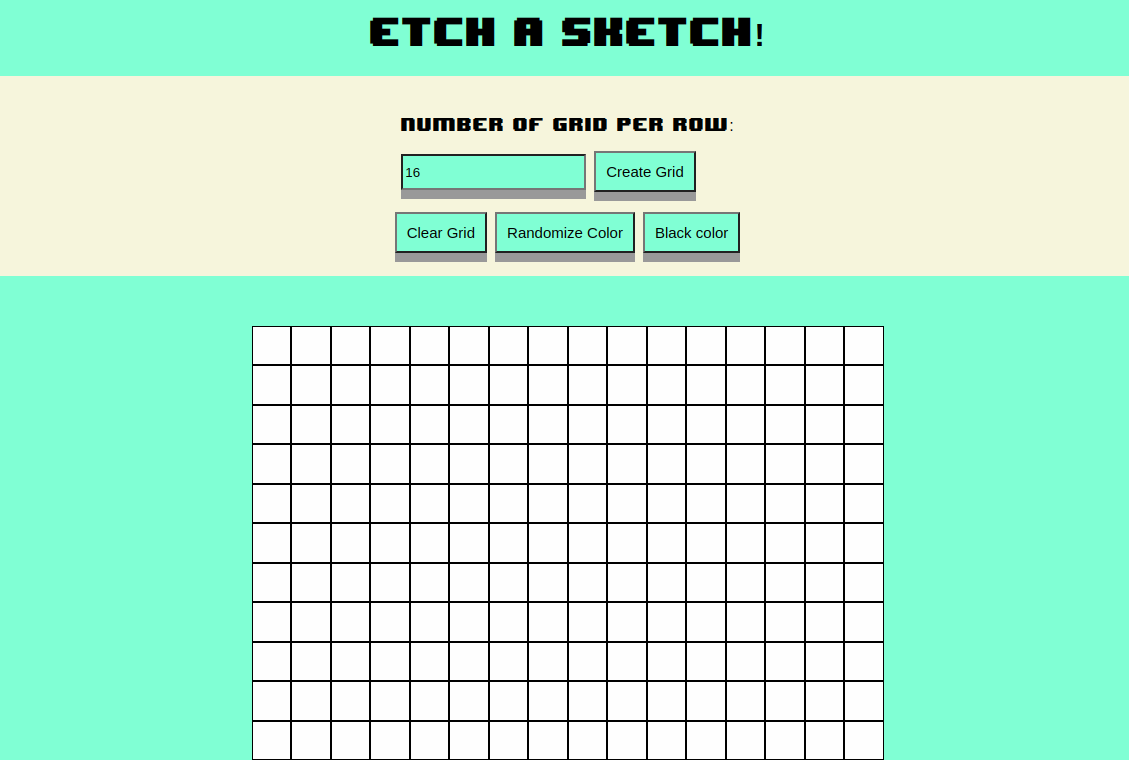 ETCH A SKETCH!
NUMBER OF GRID PER ROW:
16 Create Grid
Clear Grid Randomize Color Black color